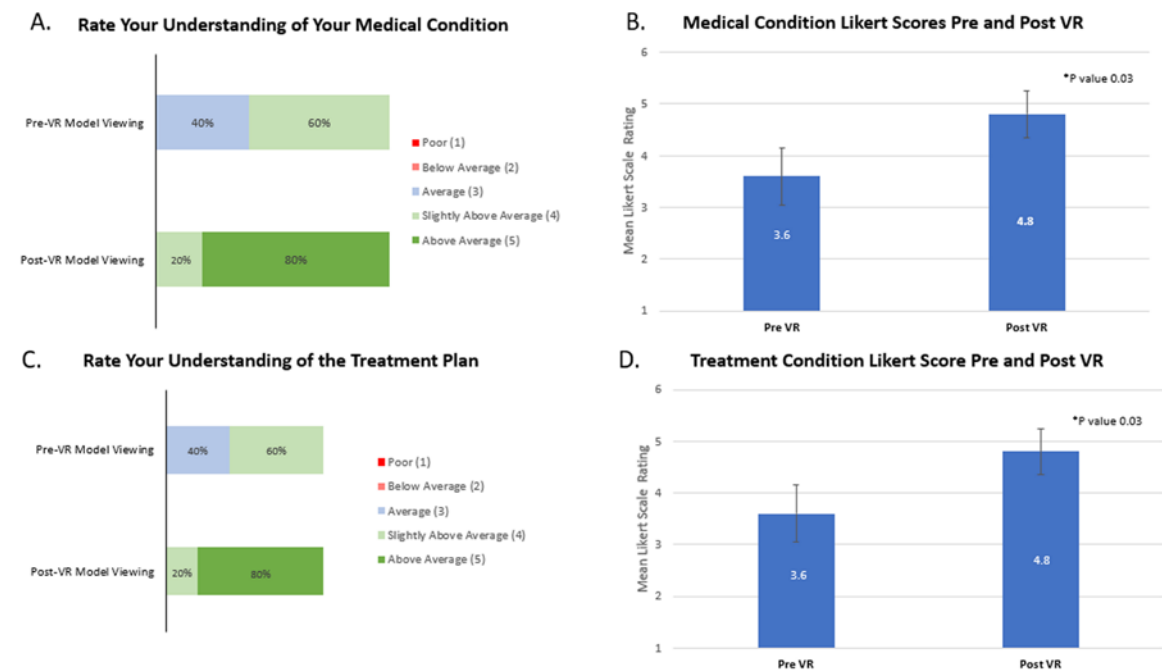 A. Rate Your Understanding of Your Medical Condition
Pre-VR Model Viewing
40%
60%
Post-VR Model Viewing
20%
80%
Poor (1)
Below Average (2)
Average (3)
Slightly Above Average (4)
Above Average (5)
B. Medical Condition Likert Scores Pre and Post VR
Mean Likert Scale Rating
6
5
4
3
2
1
*P value 0.03
3.6
4.8
Pre VR
Post VR
C. Rate Your Understanding of the Treatment Plan
Pre-VR Model Viewing
40%
60%
Post-VR Model Viewing
20%
80%
Poor (1)
Below Average (2)
Average (3)
Slightly Above Average (4)
Above Average (5)
D. Treatment Condition Likert Score Pre and Post VR
Mean Likert Scale Rating
6
5
4
3
2
1
*P value 0.03
3.6
4.8
Pre VR
Post VR